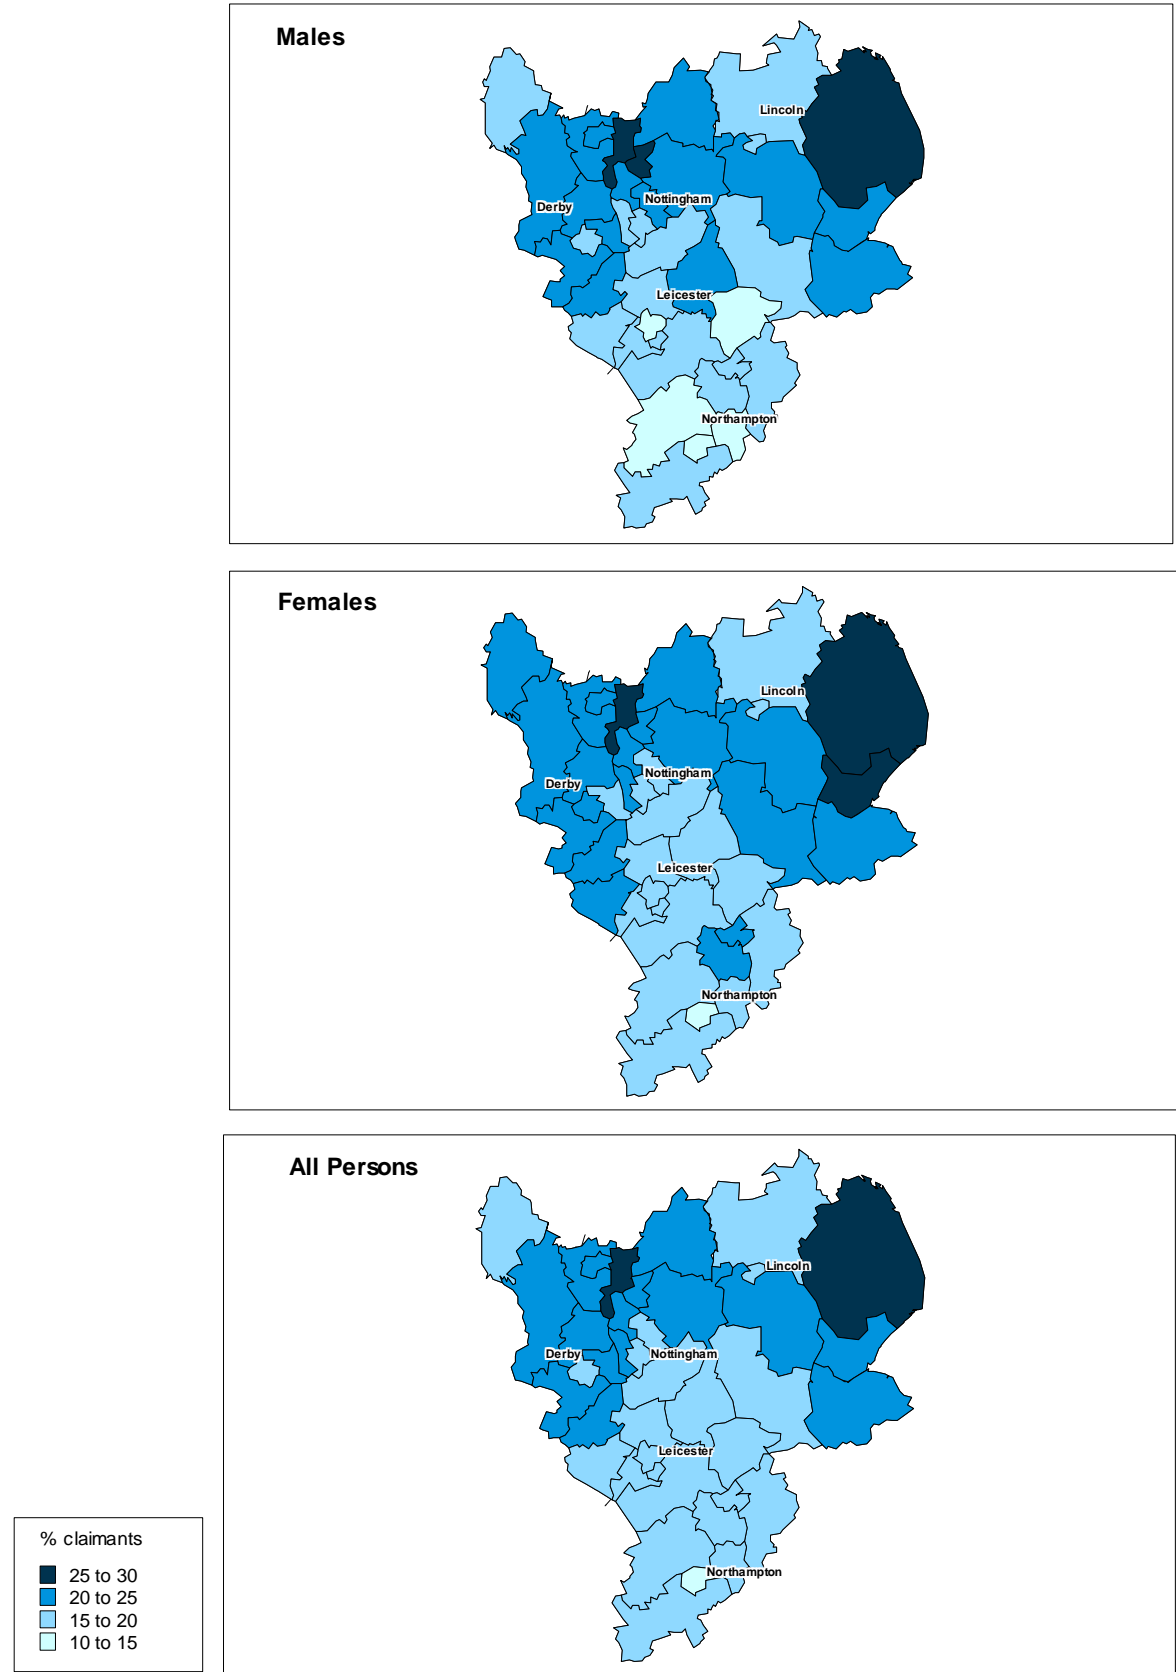 Males
Lincoln
Derby
Nottingham
Leicester
Northampton
Females
Lincoln
Nottingham
Derby
Leicester
Northampton
All Persons
Lincoln
Derby
Nottingham
Leicester
Northampton
% claimants
25 to 30
20 to 25
15 to 20
10 to 15